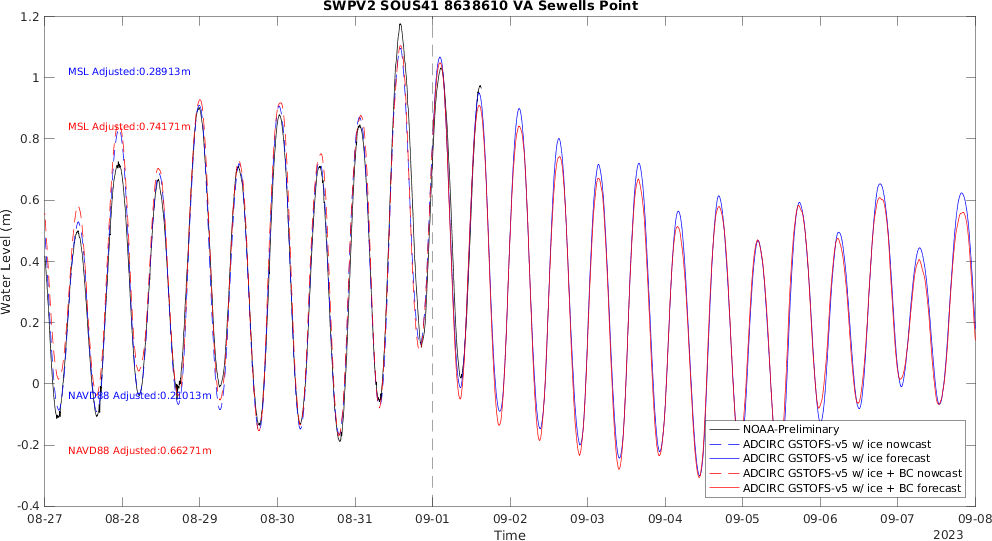 SWPV2 SOUS41 8638610 VA Sewells Point
1.2
1
0.8
0.6
0.4
0.2
0
-0.2
-0.4
Water Level (m)
MSL Adjusted:0.28913m
MSL Adjusted:0.74171m
NAVD88 Adjusted:0.21013m
NAVD88 Adjusted:0.66271m
NOAA-Preliminary
ADCIRC GSTOFS-v5 w/ ice nowcast
ADCIRC GSTOFS-v5 w/ ice forecast
ADCIRC GSTOFS-v5 w/ ice + BC nowcast
ADCIRC GSTOFS-v5 w/ ice + BC forecast
08-27 08-28 08-29 08-30 08-31 09-01 09-02 09-03 09-04 09-05 09-06 09-07 09-08
Time
2023